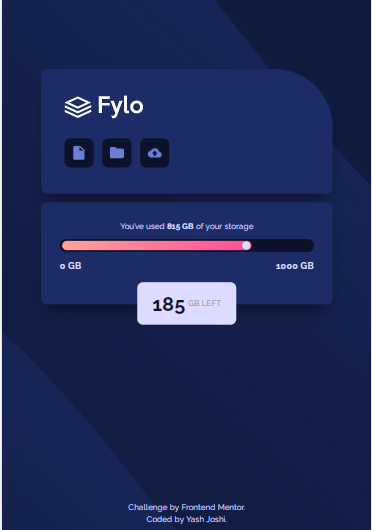 Fylo
You've used 815 GB of your storage
0 GB 1000 GB
185 GB LEFT
Challenge by Frontend Mentor.
Coded by Yash Joshi.